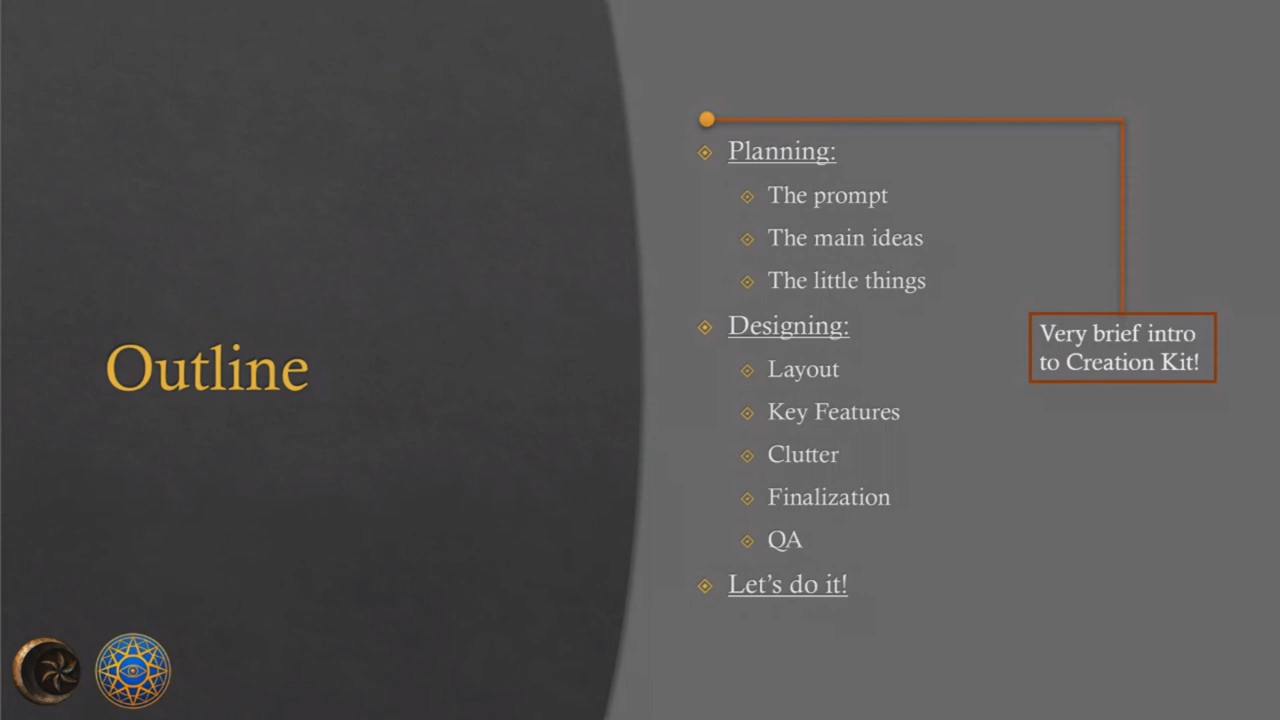 Outline
Planning:
The prompt
The main ideas
The little things
Designing:
Layout
Key Features
Clutter
Finalization
QA
Let's do it!
Very brief intro
to Creation Kit!